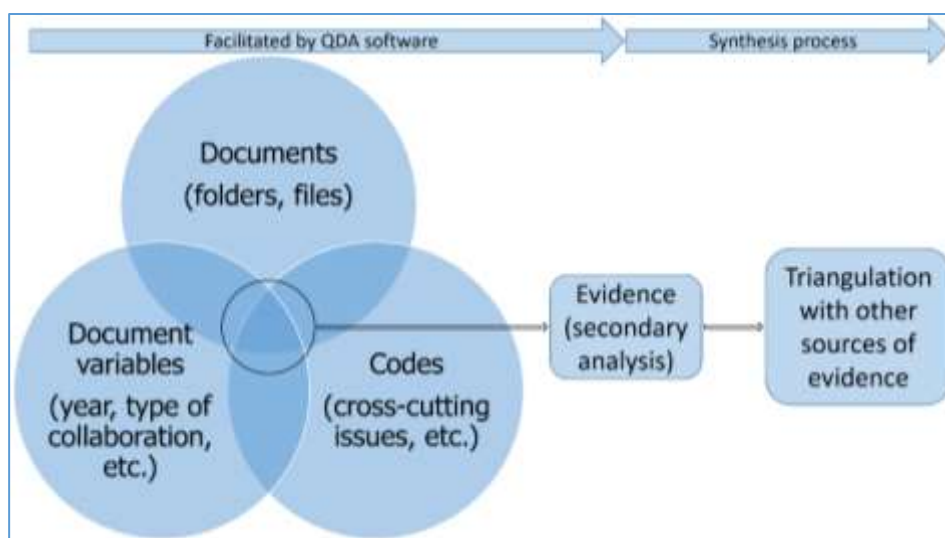 Facilitated by QDA software
Synthesis process
Documents
(folders, files)
Document
variables
(year, type of
collaboration,
etc.)
Codes
(cross-cutting
issues, etc.)
Evidence
(secondary
analysis)
Triangulation
with other
sources of
evidence